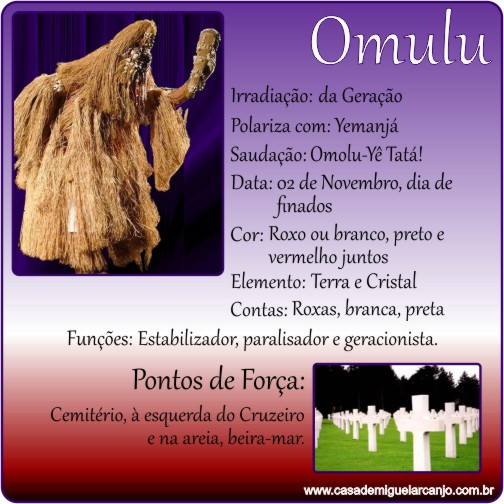 Omulu
Irradiação: da Geração
Polariza com: Yemanjá
Saudação: Omolu-Yê Tatá!
Data: 02 de Novembro, dia de
finados
Cor: Roxo ou branco, preto e
vermelho juntos
Elemento: Terra e Cristal
Contas: Roxas, branca, preta
Funções: Estabilizador, paralisador e geracionista.
Pontos de Força:
Cemitério, à esquerda do Cruzeiro
e na areia, beira-mar.
www.casademiguelarcanjo.com.br